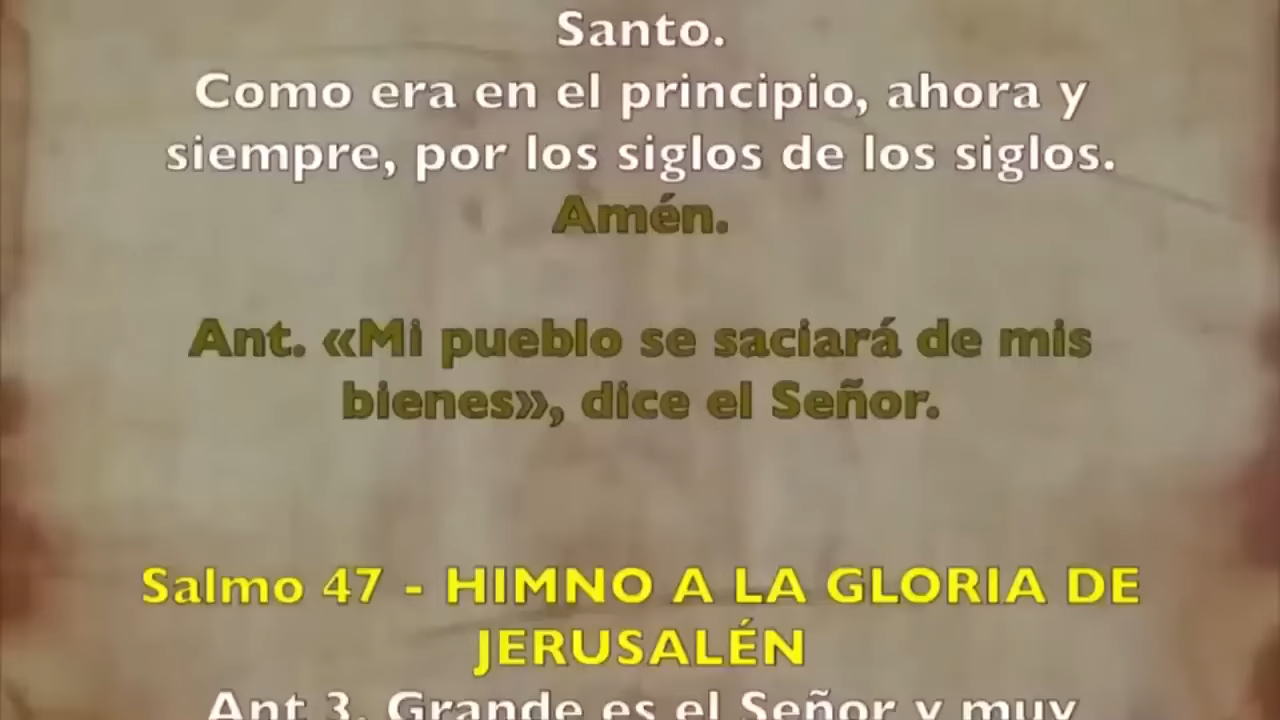 Santo.
Como era en el principio, ahora y
siempre, por los siglos de los siglos.
Amén.
Ant. «Mi pueblo se saciará de mis
bienes», dice el Señor.
Salmo 47 - HIMNO A LA GLORIA DE
JERUSALÉN
Ant 3. Grande es el Señor y muy